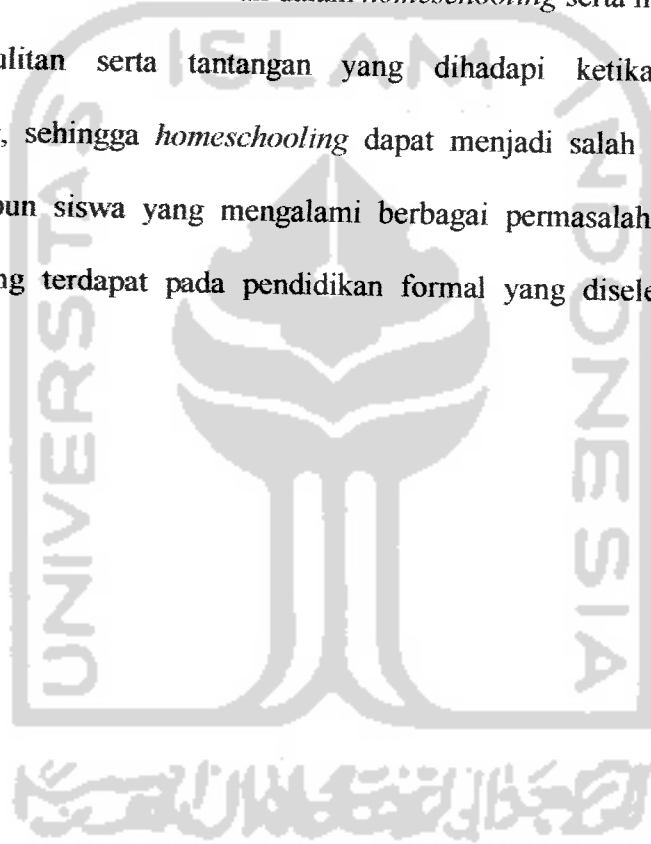 dalam homeschooling serta
ulitan serta tantangan yang dihadapi ketika
, sehingga homeschooling dapat menjadi salah
pun siswa yang mengalami berbagai permasalah
ng terdapat pada pendidikan formal yang disele
UNIVERSITAS
ISLAM
INDONESIA